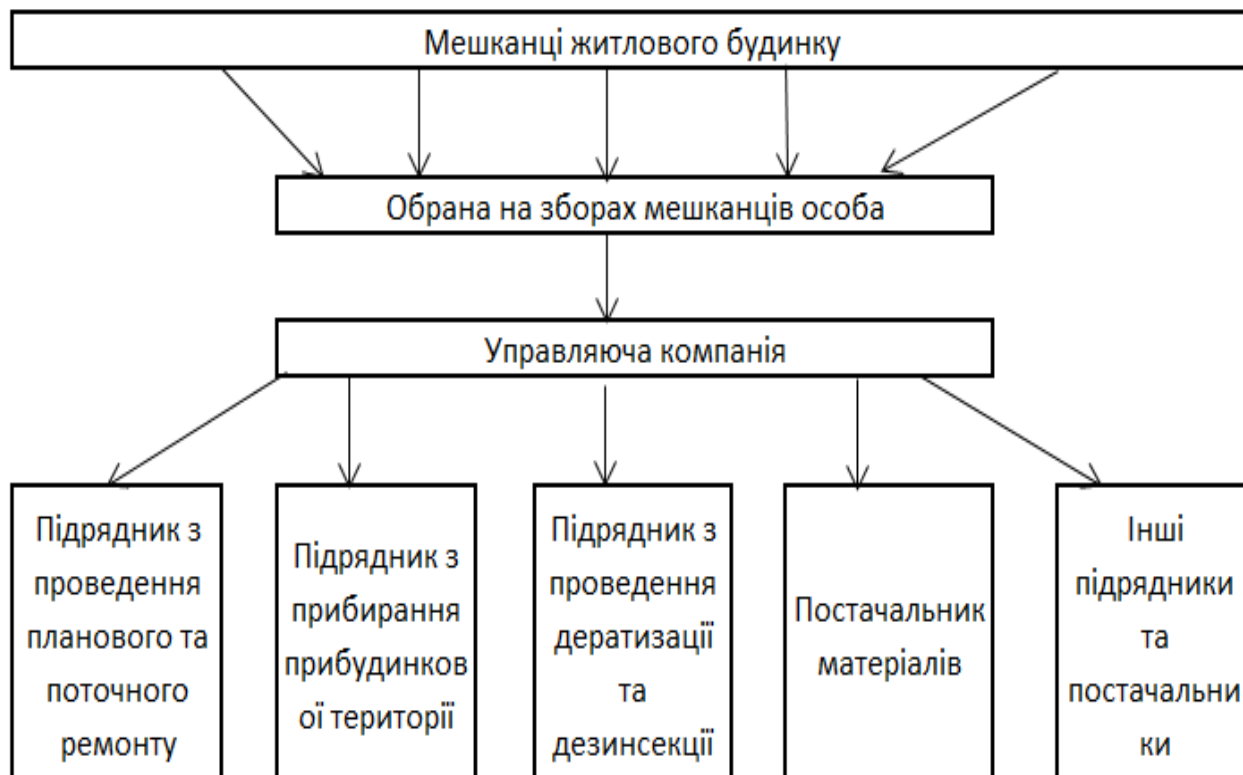 Мешканці житлового будинку
Обрана на зборах мешканців особа
Управляюча компанія
Підрядник з
проведення
планового та
поточного
ремонту
Підрядник з
прибирання
прибудинков
ої території
Підрядник з
проведення
дератизації
та
дезинсекції
Постачальник
матеріалів
Інші
підрядники
та
постачальни
ки